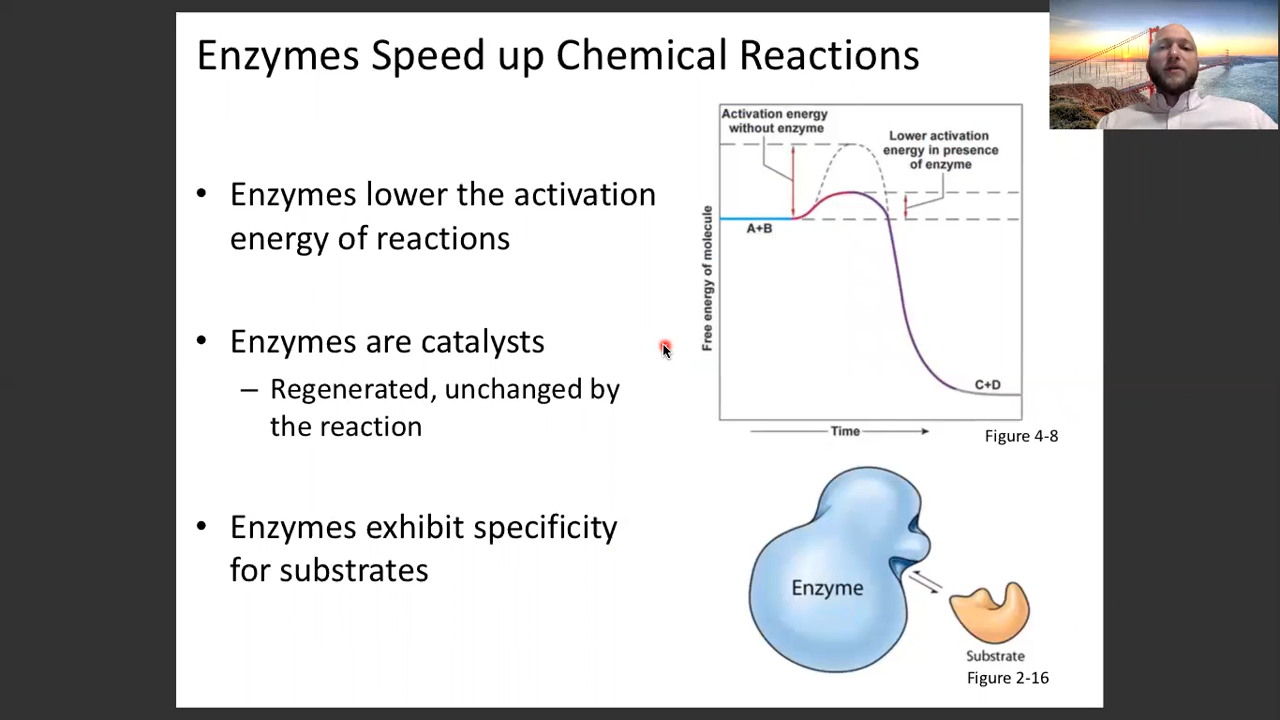 Enzymes Speed up Chemical Reactions
• Enzymes lower the activation
energy of reactions
• Enzymes are catalysts
– Regenerated, unchanged by
the reaction
• Enzymes exhibit specificity
for substrates
Activation energy
without enzyme
Lower activation
energy in presence
of enzyme
Free energy of molecule
A+B
C+D
Time
Figure 4-8
Enzyme
Substrate
Figure 2-16